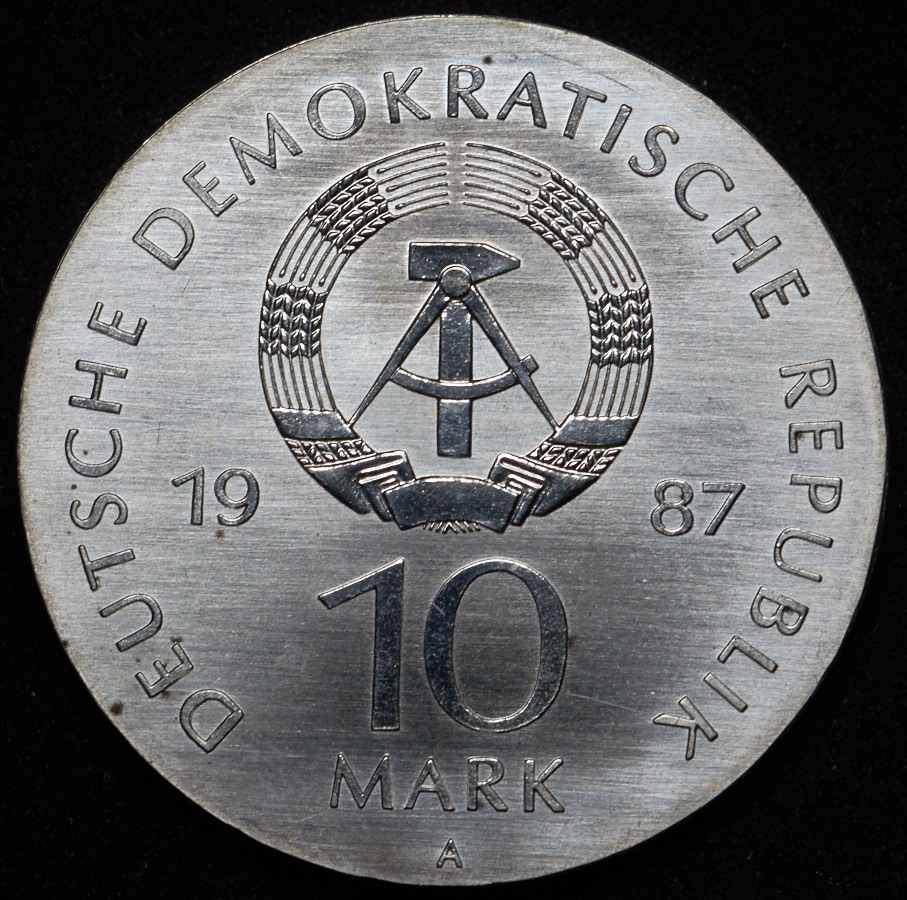 DEUTSCHE DEMOKRATISCHE REPUBLIK
19 87
10
MARK
A